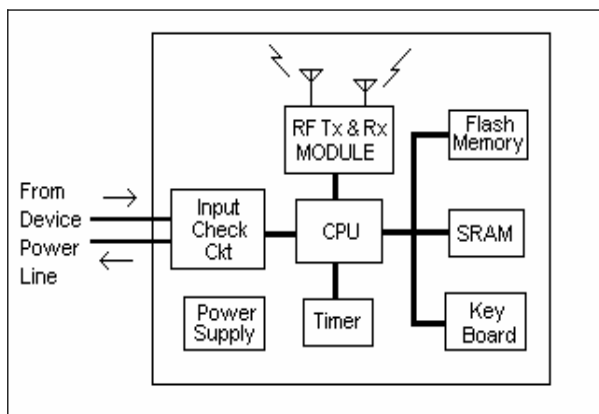 RF Tx & Rx
MODULE
Flash
Memory
From
Device
Power
Line
Input
Check
Ckt
CPU
SRAM
Power
Supply
Timer
Key
Board